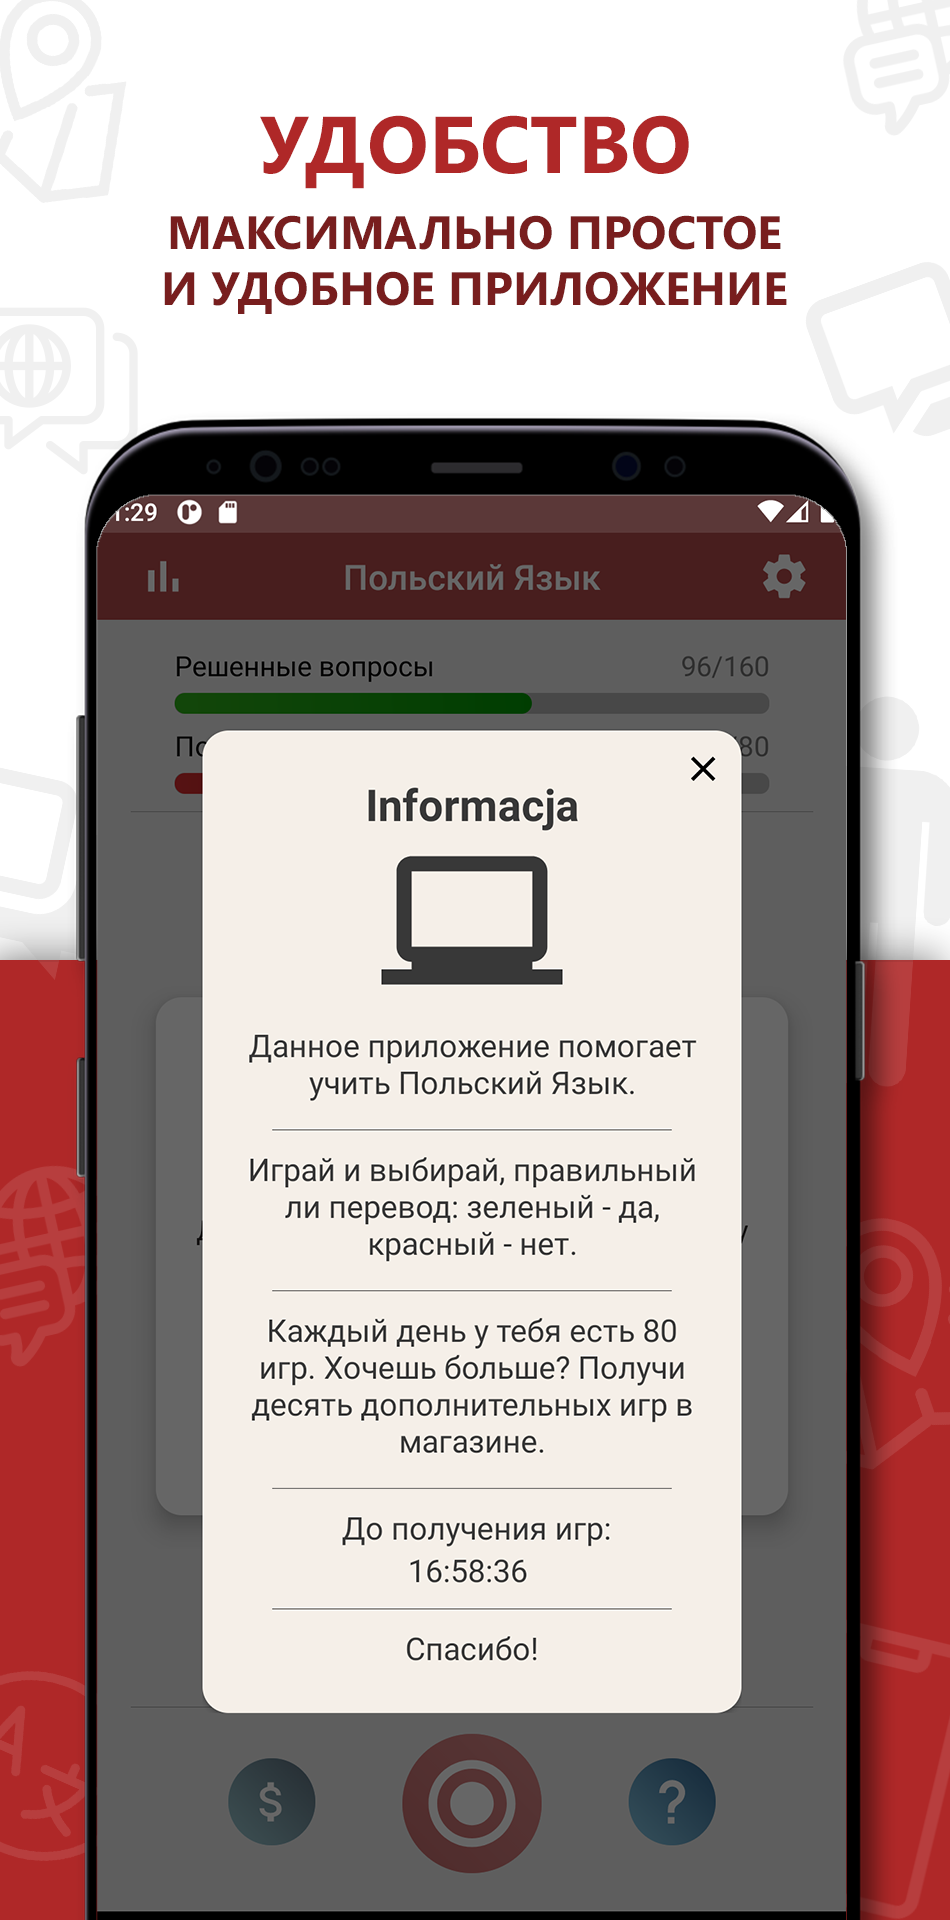 УДОБСТВО
МАКСИМАЛЬНО ПРОСТОЕ
И УДОБНОЕ ПРИЛОЖЕНИЕ
1:29
Польский Язык
Решенные вопросы 96/160
/80
Informacja
Данное приложение помогает
учить Польский Язык.
Играй и выбирай, правильный
ли перевод: зеленый - да,
красный - нет.
Каждый день у тебя есть 80
игр. Хочешь больше? Получи
десять дополнительных игр в
магазине.
До получения игр:
16:58:36
Спасибо!
$
?